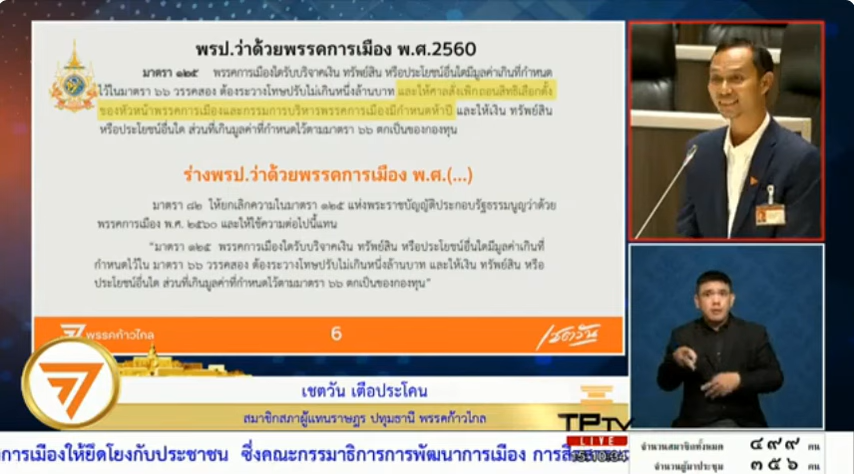 พรป.ว่าด้วยพรรคการเมือง พ.ศ.2560
มาตรา ๑๒๕ พรรคการเมืองใดรับบริจาคเงิน ทรัพย์สิน หรือประโยชน์อื่นใดมีมูลค่าเกินที่กำหนด
ไว้ในมาตรา ๖๖ วรรคสอง ต้องระวางโทษปรับไม่เกินหนึ่งล้านบาท และให้ศาลสั่งเพิกถอนสิทธิเลือกตั้ง
ของหัวหน้าพรรคการเมืองและกรรมการบริหารพรรคการเมืองมีกำหนดห้าปี และให้เงิน ทรัพย์สิน
หรือประโยชน์อื่นใด ส่วนที่เกินมูลค่าที่กำหนดไว้ตามมาตรา ๖๖ ตกเป็นของกองทุน
ร่างพรป.ว่าด้วยพรรคการเมือง พ.ศ.(...)
มาตรา ๘๒ ให้ยกเลิกความในมาตรา ๑๒๕ แห่งพระราชบัญญัติประกอบรัฐธรรมนูญว่าด้วย
พรรคการเมือง พ.ศ. ๒๕๖๐ และให้ใช้ความต่อไปนี้แทน
"มาตรา ๑๒๕ พรรคการเมืองใดรับบริจาคเงิน ทรัพย์สิน หรือประโยชน์อื่นใดมีมูลค่าเกินที่
กำหนดไว้ใน มาตรา ๖๖ วรรคสอง ต้องระวางโทษปรับไม่เกินหนึ่งล้านบาท และให้เงิน ทรัพย์สิน หรือ
ประโยชน์อื่นใด ส่วนที่เกินมูลค่าที่กำหนดไว้ตามมาตรา ๖๖ ตกเป็นของกองทุน"
พรรคก้าวไกล
6
เชตวัน
เชตวัน เตือประโคน
สมาชิกสภาผู้แทนราษฎร ปทุมธานี พรรคก้าวไกล
TPTV
LIVE
การเมืองให้ยึดโยงกับประชาชน ซึ่งคณะกรรมาธิการการพัฒนาการเมือง การสื่อ
จำนวนสมาชิกทั้งหมด ๔๙๙ คน
จำนวนผู้มาประชุม ๓๕๖ คน